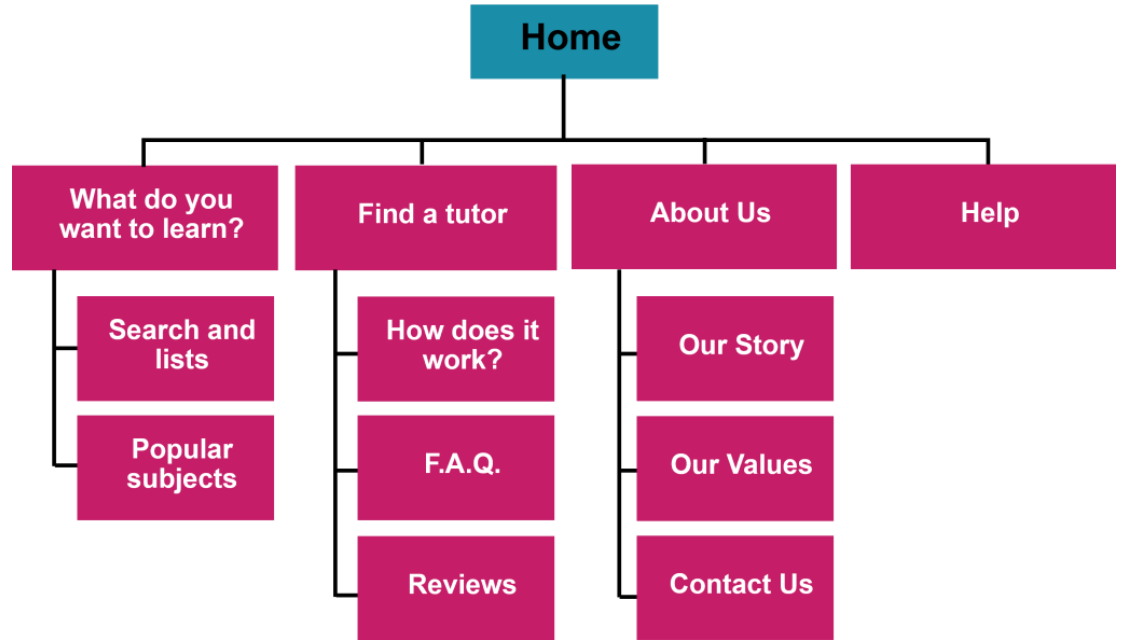 Home
What do you
want to learn?
Find a tutor
About Us
Help
Search and
lists
How does it
work?
Our Story
Popular
subjects
F.A.Q.
Our Values
Reviews
Contact Us